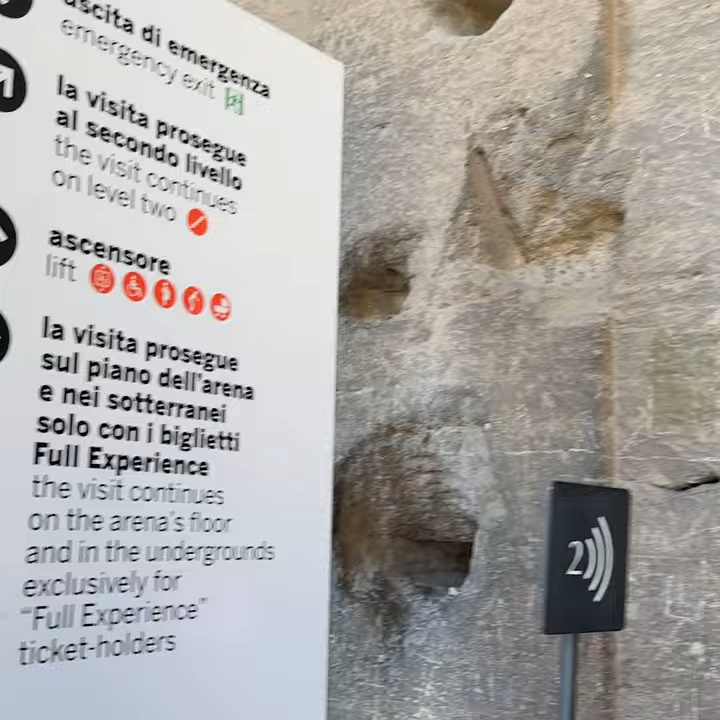 uscita di emergenza
emergency exit
la visita prosegue
al secondo livello
the visit continues
on level two
ascensore
lift
la visita prosegue
sul piano dell'arena
e nei sotterranei
solo con i biglietti
Full Experience
the visit continues
on the arena's floor
and in the undergrounds
exclusively for
"Full Experience"
ticket-holders
2